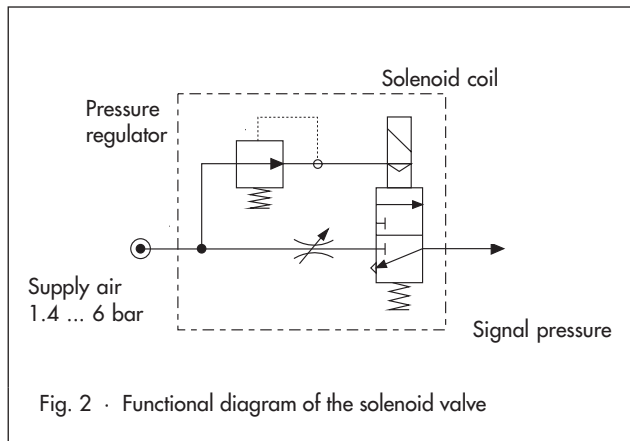 Solenoid coil
Pressure
regulator
Supply air
1.4 ... 6 bar
Signal pressure
Fig. 2 · Functional diagram of the solenoid valve